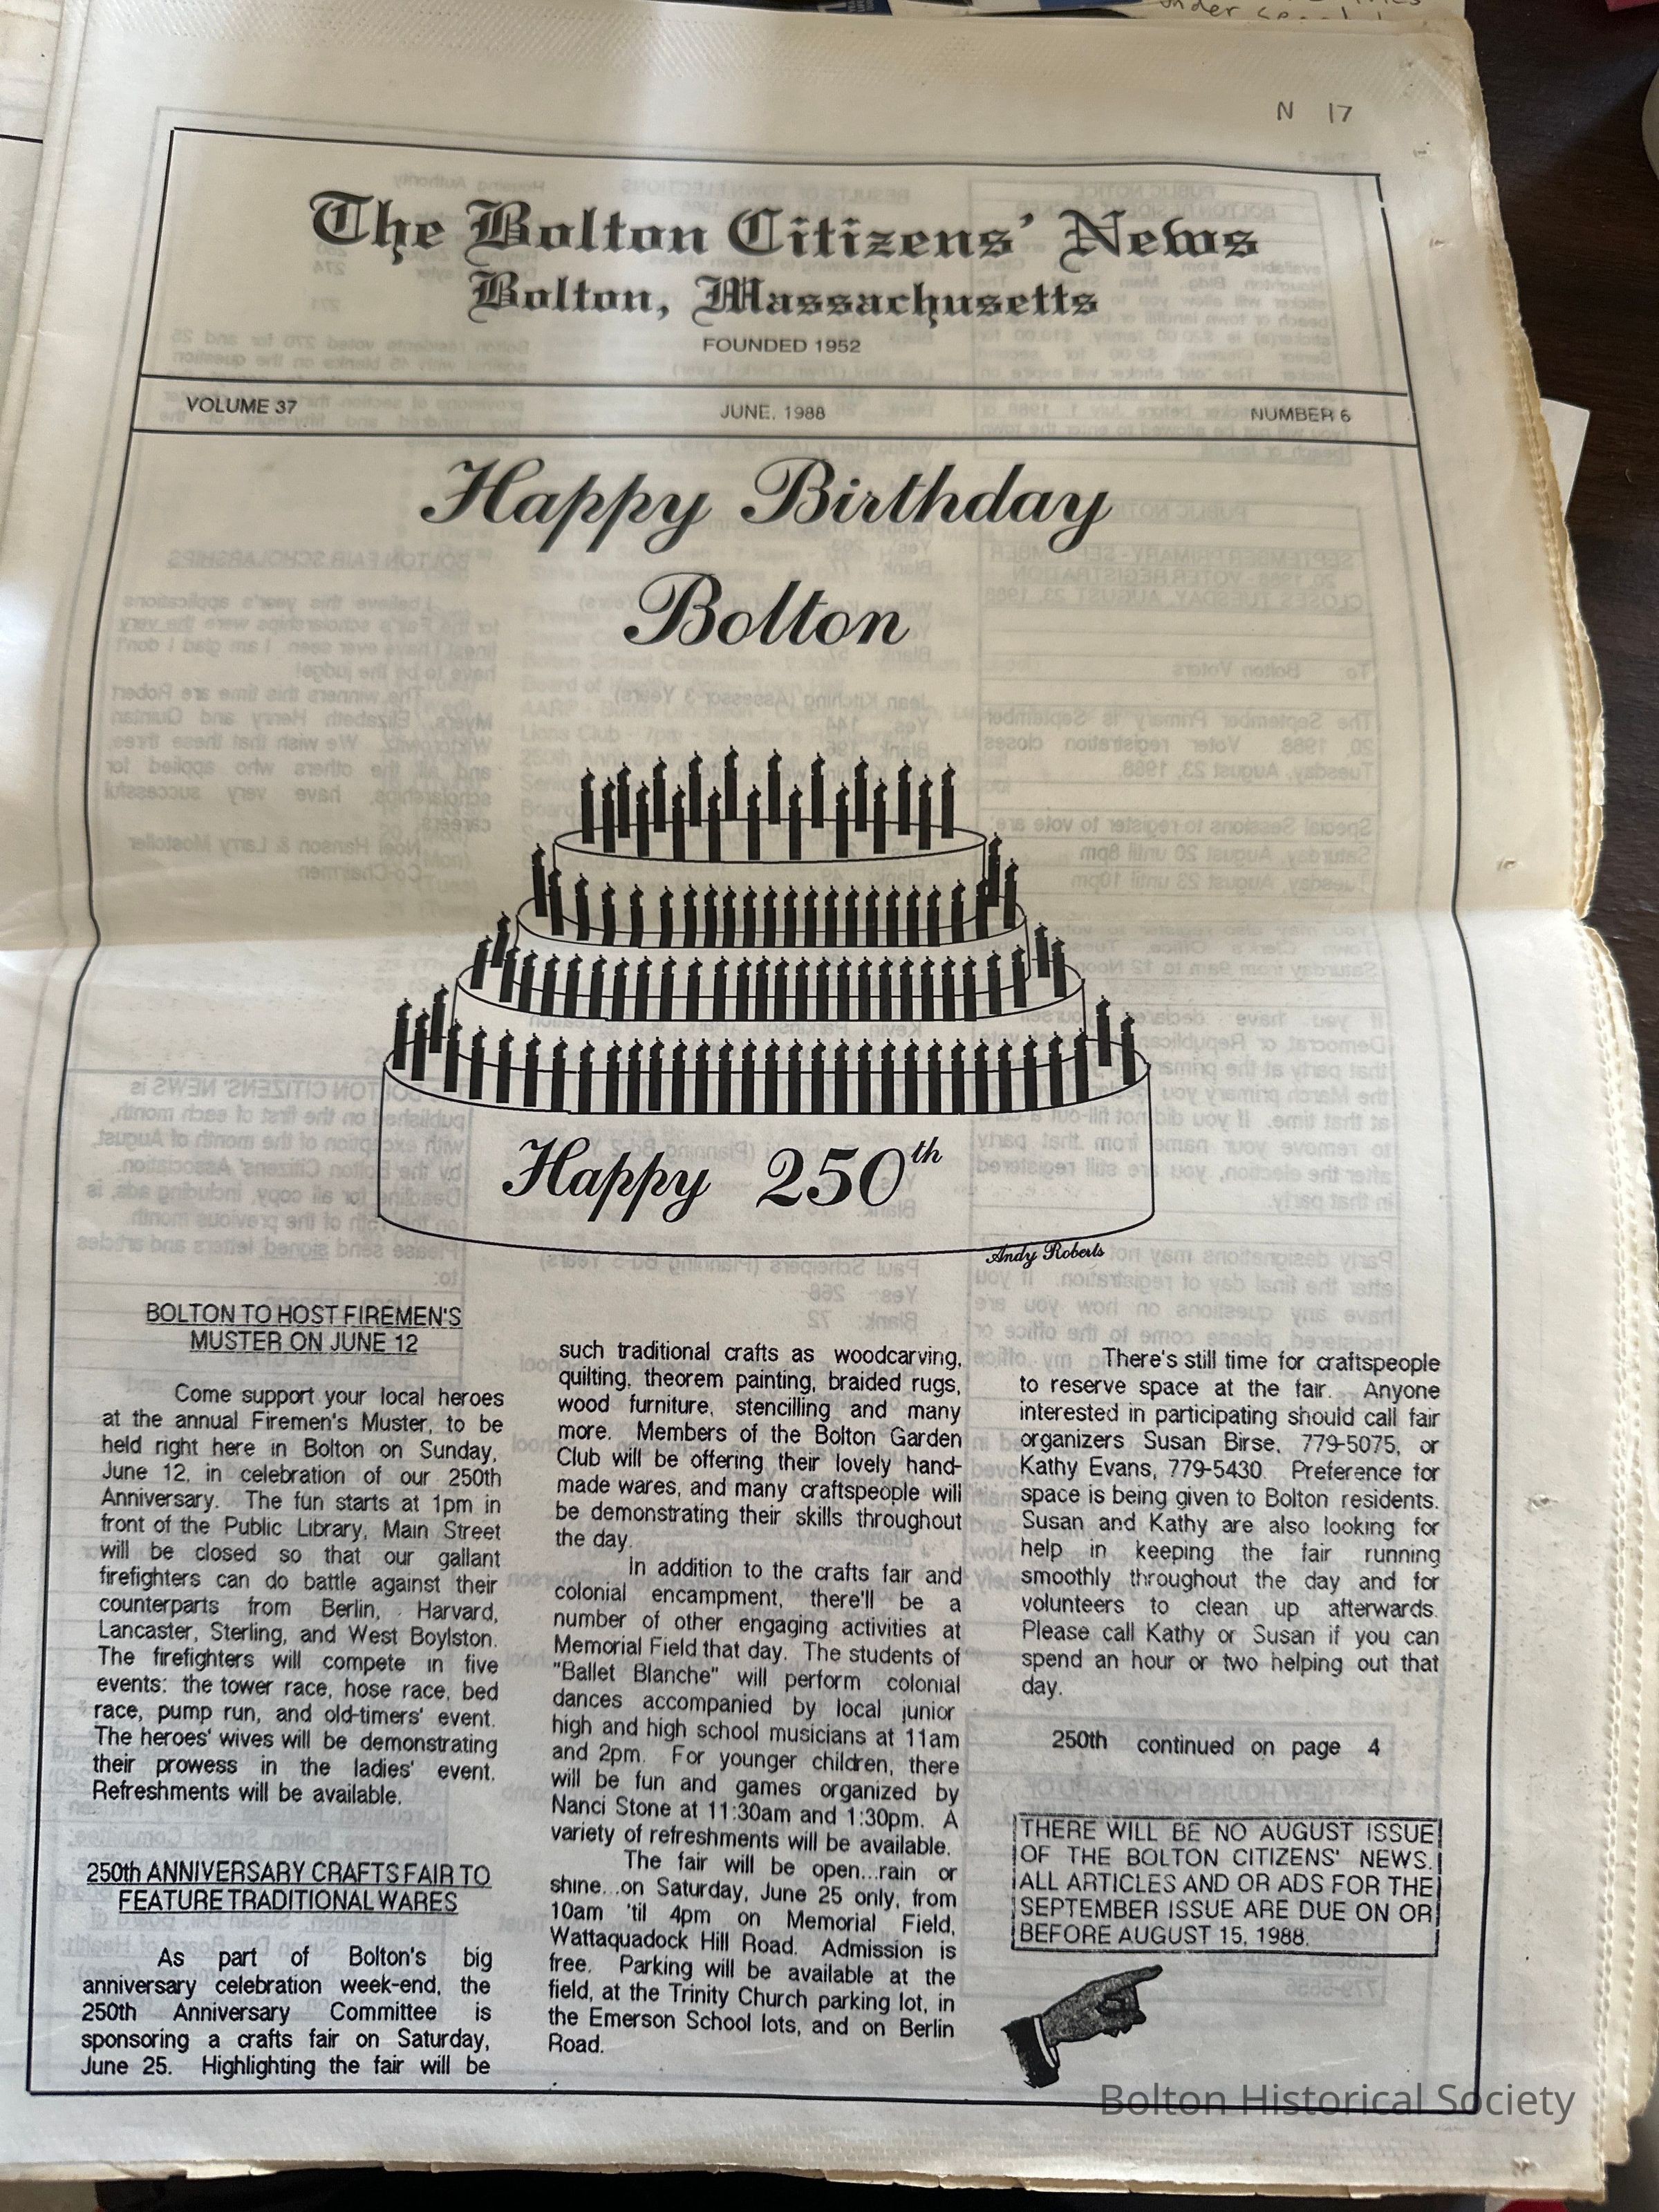 N 17
The Bolton Citizens' News
Bolton, Massachusetts
FOUNDED 1952
VOLUME 37
JUNE, 1988
NUMBER 6
Happy Birthday
Bolton
Happy 250th
Andy Roberts
BOLTON TO HOST FIREMEN'S
MUSTER ON JUNE 12
Come support your local heroes
at the annual Firemen's Muster, to be
held right here in Bolton on Sunday,
June 12, in celebration of our 250th
Anniversary. The fun starts at 1pm in
front of the Public Library, Main Street
will be closed so that our gallant
firefighters can do battle against their
counterparts from Berlin, Harvard,
Lancaster, Sterling, and West Boylston.
The firefighters will compete in five
events: the tower race, hose race, bed
race, pump run, and old-timers' event.
The heroes' wives will be demonstrating
their prowess in the ladies' event.
Refreshments will be available.
250th ANNIVERSARY CRAFTS FAIR TO
FEATURE TRADITIONAL WARES
As part of Bolton's big
anniversary celebration week-end, the
250th Anniversary Committee is
sponsoring a crafts fair on Saturday,
June 25. Highlighting the fair will be
such traditional crafts as woodcarving,
quilting, theorem painting, braided rugs,
wood furniture, stencilling and many
more. Members of the Bolton Garden
Club will be offering their lovely hand-
made wares, and many craftspeople will
be demonstrating their skills throughout
the day.
In addition to the crafts fair and
colonial encampment, there'll be a
number of other engaging activities at
Memorial Field that day. The students of
"Ballet Blanche" will perform colonial
dances accompanied by local junior
high and high school musicians at 11am
and 2pm. For younger children, there
will be fun and games organized by
Nanci Stone at 11:30am and 1:30pm. A
variety of refreshments will be available.
The fair will be open...rain or
shine...on Saturday, June 25 only, from
10am 'til 4pm on Memorial Field,
Wattaquadock Hill Road. Admission is
free. Parking will be available at the
field, at the Trinity Church parking lot, in
the Emerson School lots, and on Berlin
Road.
There's still time for craftspeople
to reserve space at the fair. Anyone
interested in participating should call fair
organizers Susan Birse, 779-5075, or
Kathy Evans, 779-5430. Preference for
space is being given to Bolton residents.
Susan and Kathy are also looking for
help in keeping the fair running
smoothly throughout the day and for
volunteers to clean up afterwards.
Please call Kathy or Susan if you can
spend an hour or two helping out that
day.
250th continued on page 4
THERE WILL BE NO AUGUST ISSUE
OF THE BOLTON CITIZENS' NEWS.
ALL ARTICLES AND OR ADS FOR THE
SEPTEMBER ISSUE ARE DUE ON OR
BEFORE AUGUST 15, 1988.
Bolton Historical Society